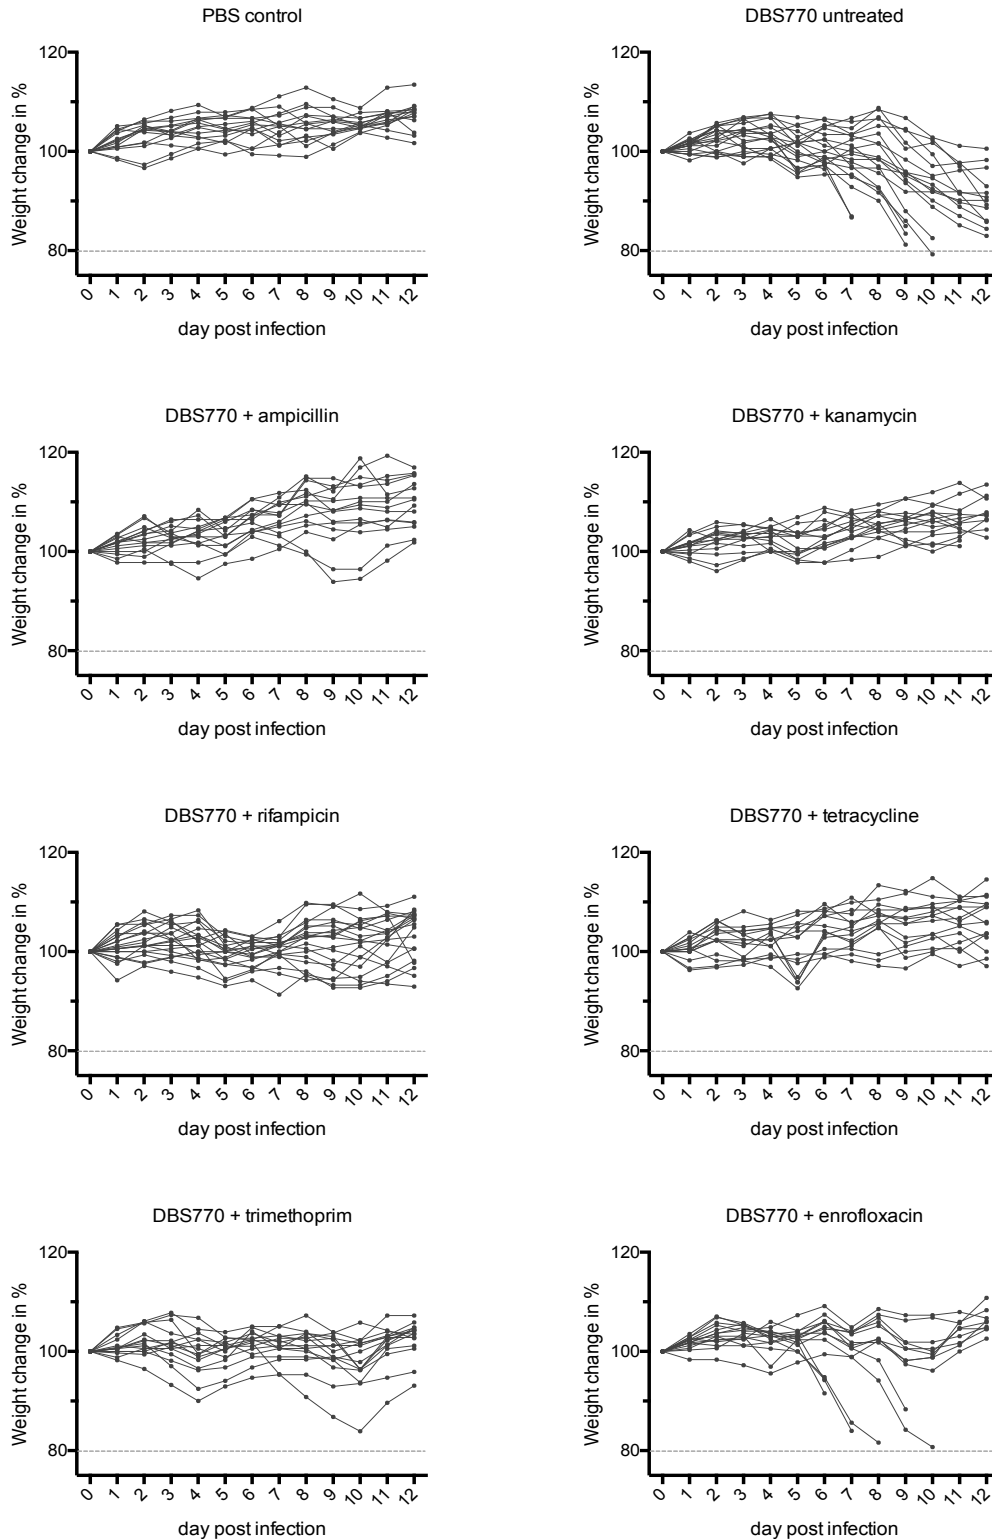 PBS control
120
100
80
Weight change in %
0 1 2 3 4 5 6 7 8 9 10 11 12
day post infection
DBS770 untreated
120
100
80
Weight change in %
0 1 2 3 4 5 6 7 8 9 10 11 12
day post infection
DBS770 + ampicillin
120
100
80
Weight change in %
0 1 2 3 4 5 6 7 8 9 10 11 12
day post infection
DBS770 + kanamycin
120
100
80
Weight change in %
0 1 2 3 4 5 6 7 8 9 10 11 12
day post infection
DBS770 + rifampicin
120
100
80
Weight change in %
0 1 2 3 4 5 6 7 8 9 10 11 12
day post infection
DBS770 + tetracycline
120
100
80
Weight change in %
0 1 2 3 4 5 6 7 8 9 10 11 12
day post infection
DBS770 + trimethoprim
120
100
80
Weight change in %
0 1 2 3 4 5 6 7 8 9 10 11 12
day post infection
DBS770 + enrofloxacin
120
100
80
Weight change in %
0 1 2 3 4 5 6 7 8 9 10 11 12
day post infection